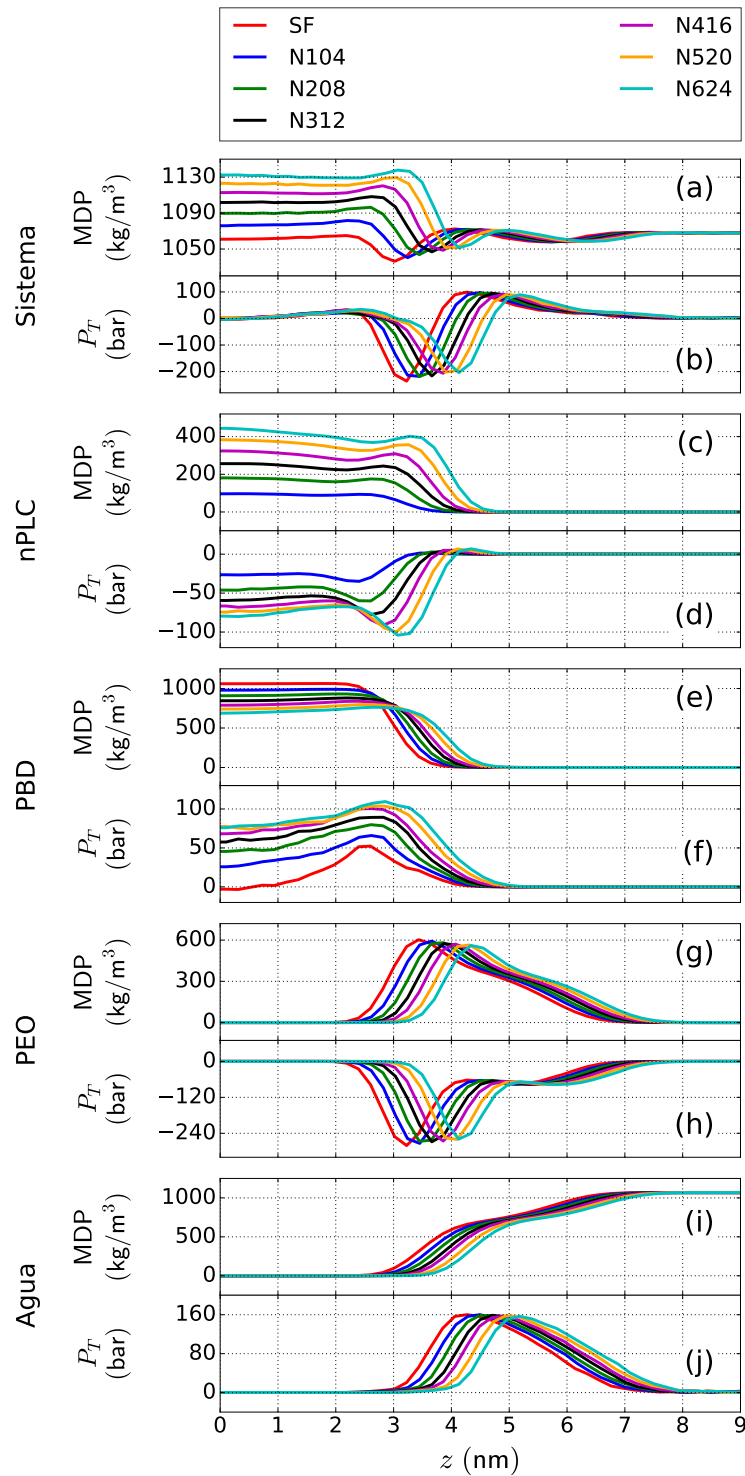 SF
N104
N208
N312
N416
N520
N624
Sistema
MDP
(kg/m³)
1130
1090
1050
(a)
P_T
(bar)
100
0
−100
−200
(b)
nPLC
MDP
(kg/m³)
400
200
0
(c)
P_T
(bar)
0
−50
−100
(d)
PBD
MDP
(kg/m³)
1000
500
0
(e)
P_T
(bar)
100
50
0
(f)
PEO
MDP
(kg/m³)
600
300
0
(g)
P_T
(bar)
0
−120
−240
(h)
Agua
MDP
(kg/m³)
1000
500
0
(i)
P_T
(bar)
160
80
0
(j)
0 1 2 3 4 5 6 7 8 9
z (nm)